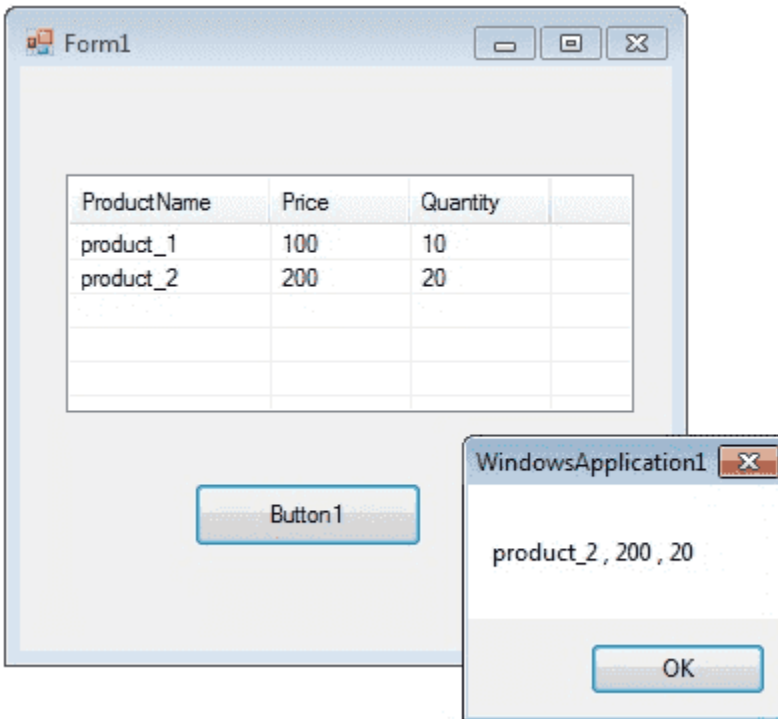 Form1
ProductName Price Quantity
product_1 100 10
product_2 200 20
Button1
WindowsApplication1
product_2 , 200 , 20
OK